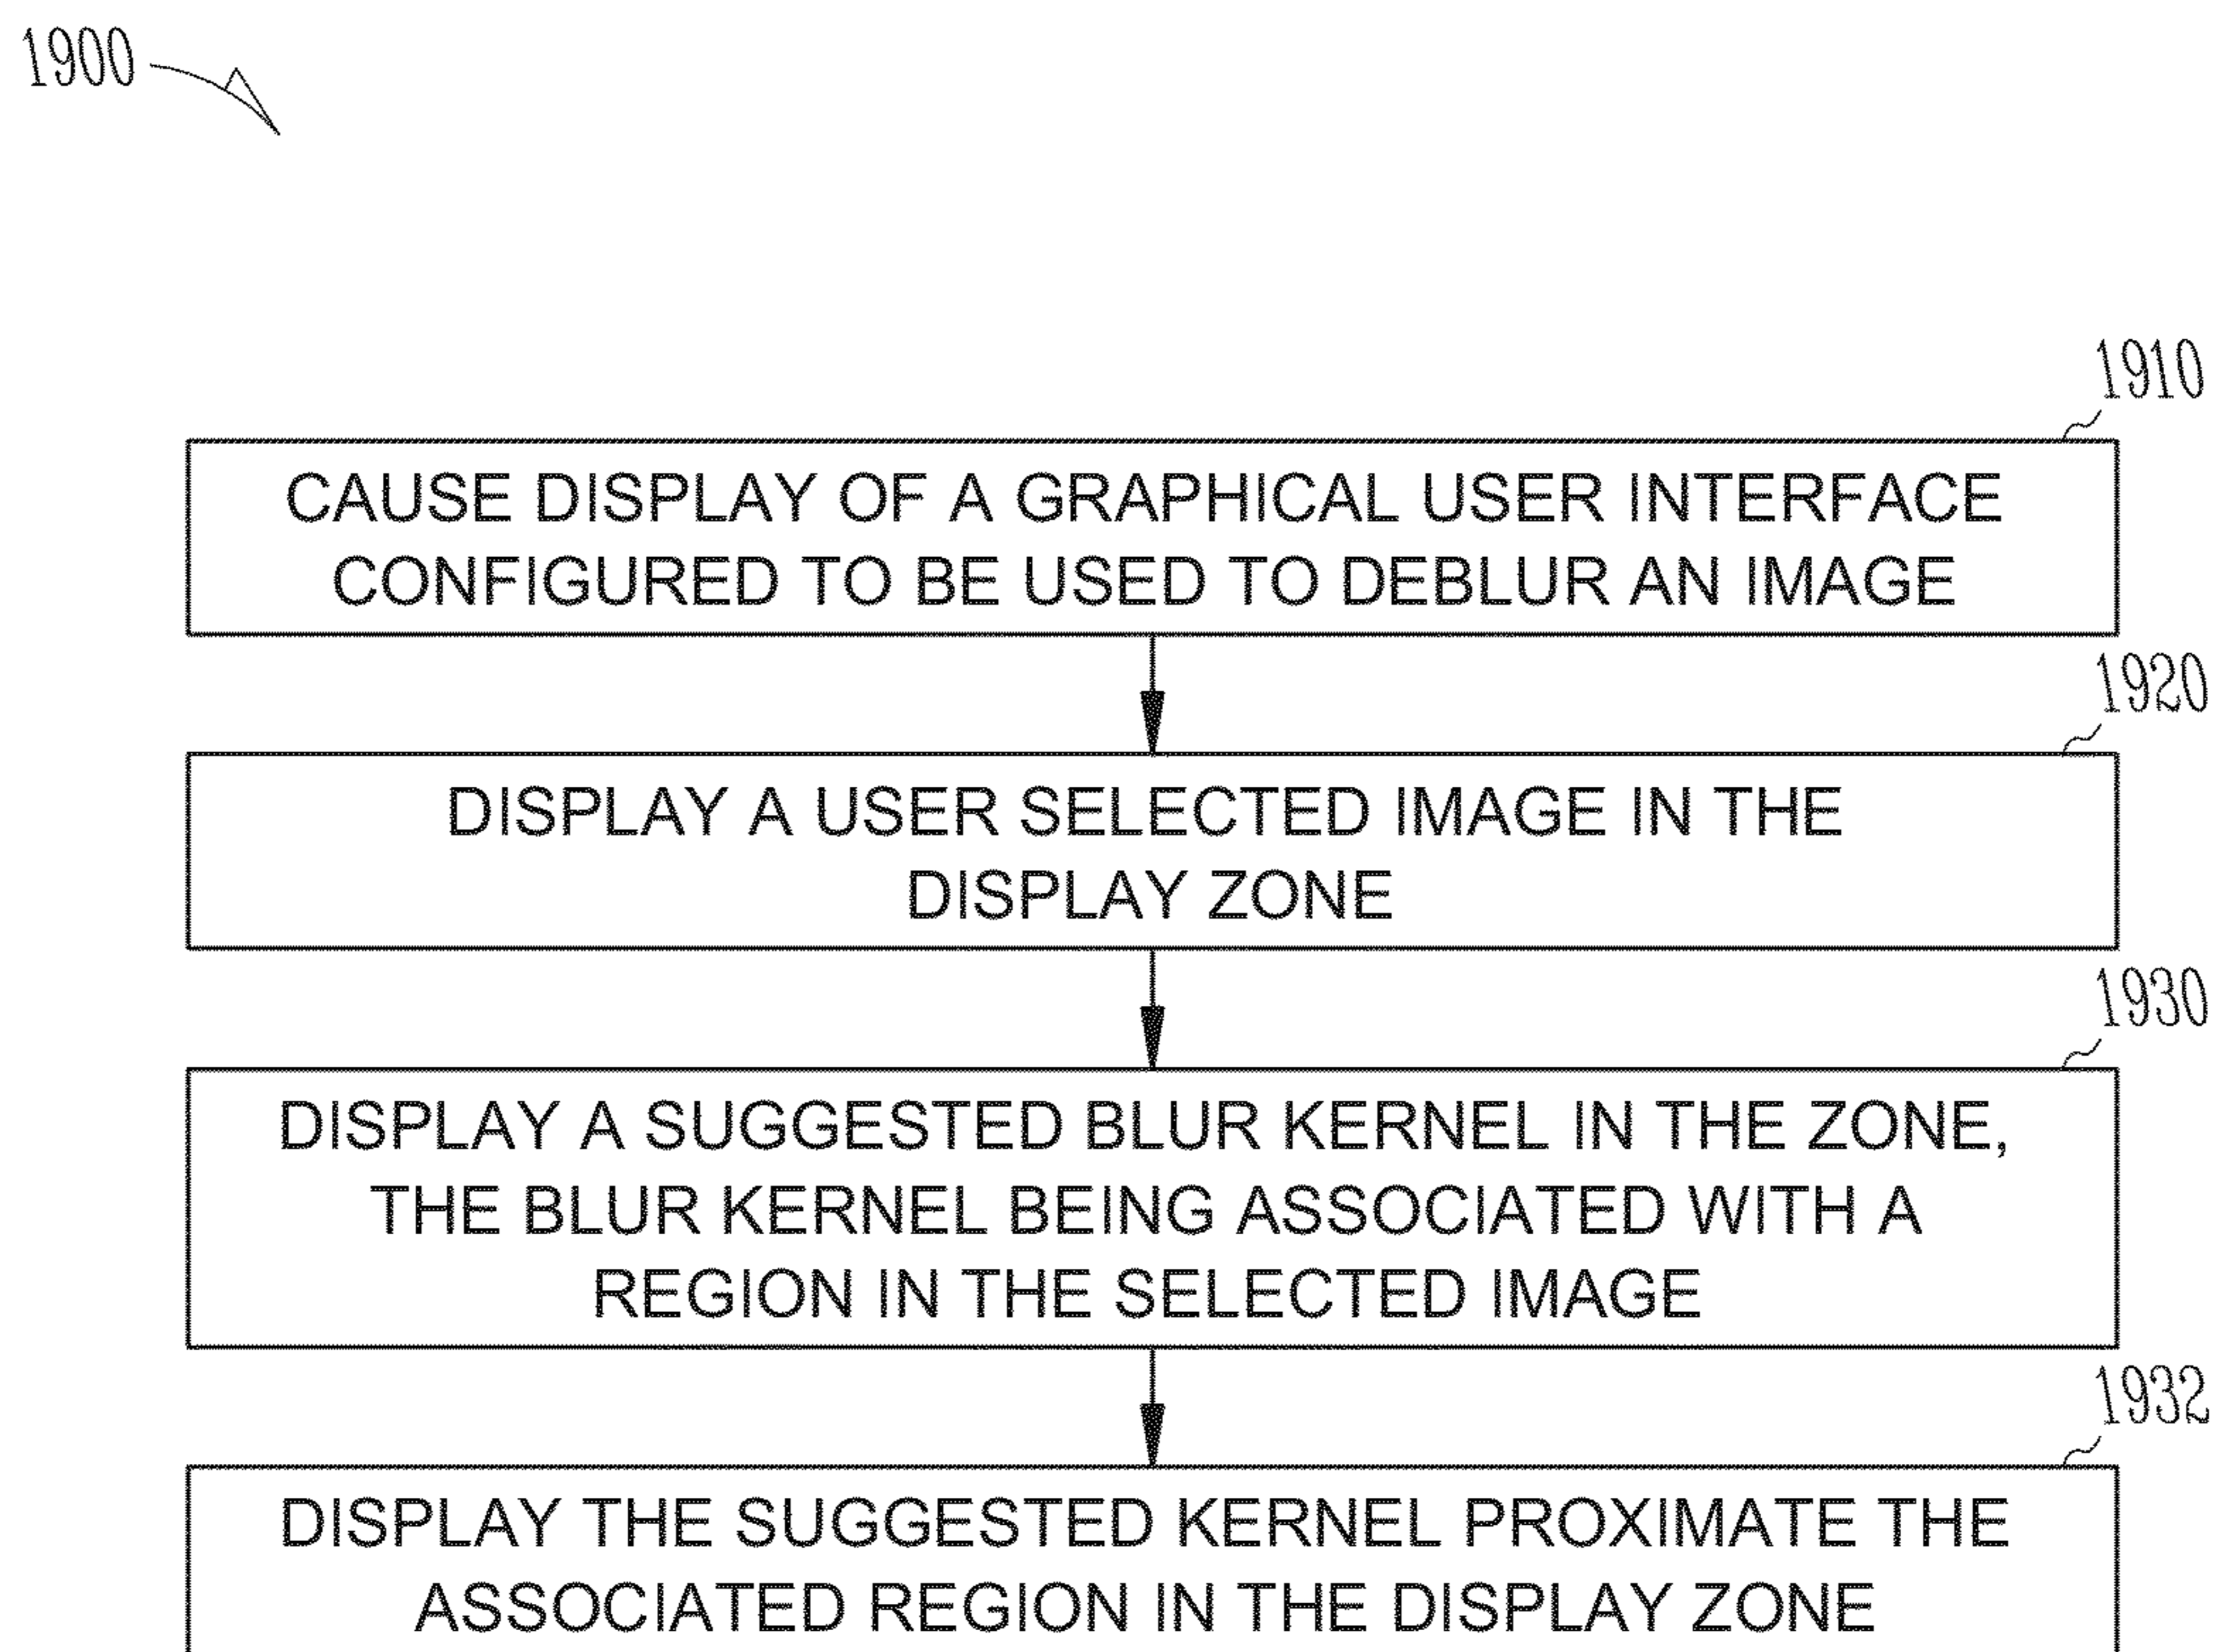 1900
1910
CAUSE DISPLAY OF A GRAPHICAL USER INTERFACE
CONFIGURED TO BE USED TO DEBLUR AN IMAGE
1920
DISPLAY A USER SELECTED IMAGE IN THE
DISPLAY ZONE
1930
DISPLAY A SUGGESTED BLUR KERNEL IN THE ZONE,
THE BLUR KERNEL BEING ASSOCIATED WITH A
REGION IN THE SELECTED IMAGE
1932
DISPLAY THE SUGGESTED KERNEL PROXIMATE THE
ASSOCIATED REGION IN THE DISPLAY ZONE